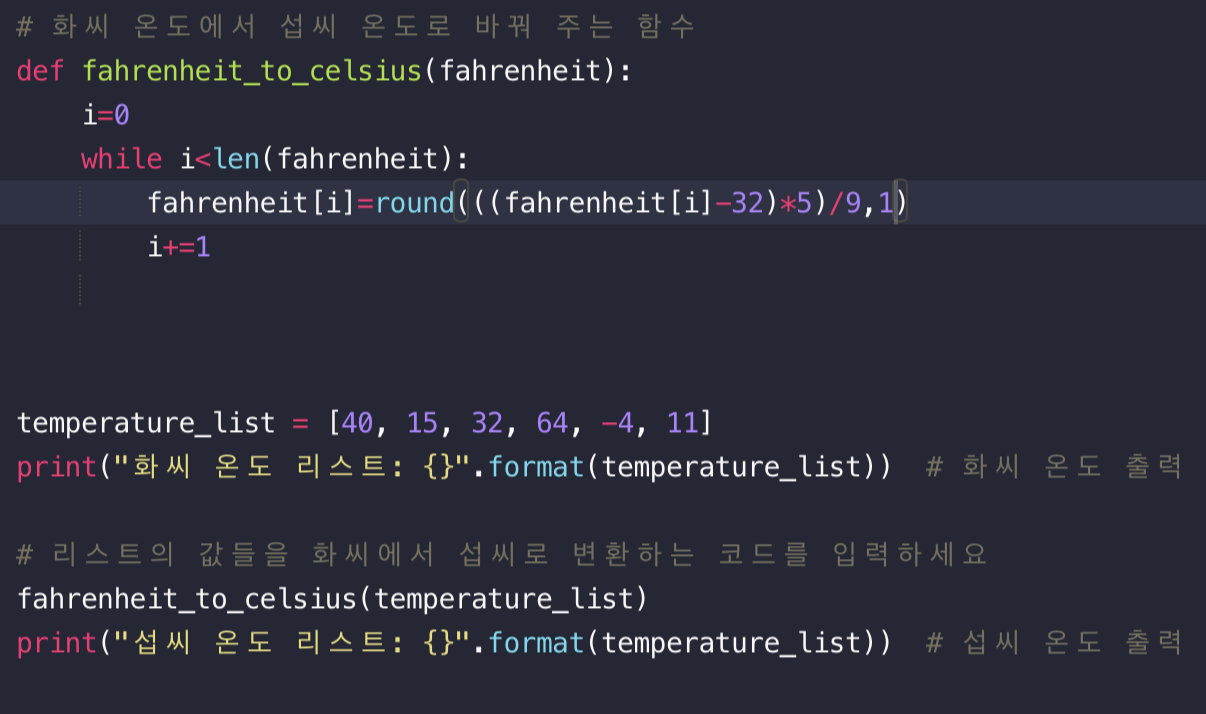 # 화씨 온도에서 섭씨 온도로 바꿔 주는 함수
def fahrenheit_to_celsius(fahrenheit):
    i=0
    while i<len(fahrenheit):
        fahrenheit[i]=round(((fahrenheit[i]-32)*5)/9,1)
        i+=1
temperature_list = [40, 15, 32, 64, -4, 11]
print("화씨 온도 리스트: {}".format(temperature_list))  # 화씨 온도 출력
# 리스트의 값들을 화씨에서 섭씨로 변환하는 코드를 입력하세요
fahrenheit_to_celsius(temperature_list)
print("섭씨 온도 리스트: {}".format(temperature_list))  # 섭씨 온도 출력